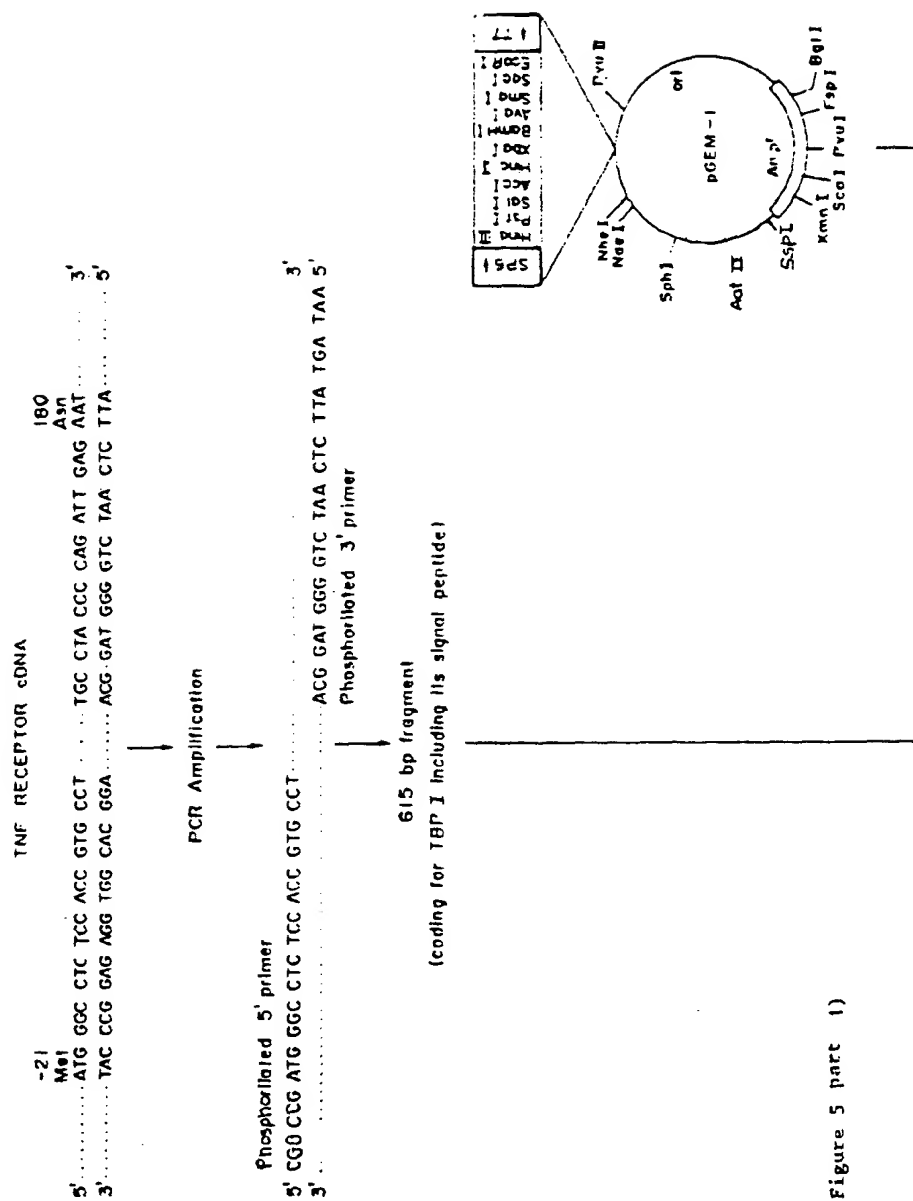 TNF RECEPTOR cDNA
-21 180
Met Asn
5'..........ATG GGC CTC TCC ACC GTG CCT . . . . TGC CTA CCC CAG ATT GAG AAT.... ...... 3'
3'..........TAC CCG GAG AGG TGG CAC GGA......ACG GAT GGG GTC TAA CTC TTA..... ...... 5'
PCR Amplification
Phosphorilated 5' primer
5' CGG CCG ATG GGC CTC TCC ACC GTG CCT........... 3'
3'.. ...........................ACG GAT GGG GTC TAA CTC TTA TGA TAA 5'
Phosphorilated 3' primer
615 bp fragment
(coding for TBP I including its signal peptide)
SP6
Hind III
Pst I
Sal I
Acc I
Hinc I
Xba I
BamH I
Ava I
Sma I
Sac I
EcoR I
T7
Pvu II
Nhe I
Nae I
Sph I
Aat II
Ssp I
Xmn I
Sca I
Pvu I
Fsp I
Bgl I
ori
pGEM-1
Amp^r
Figure 5 part 1)